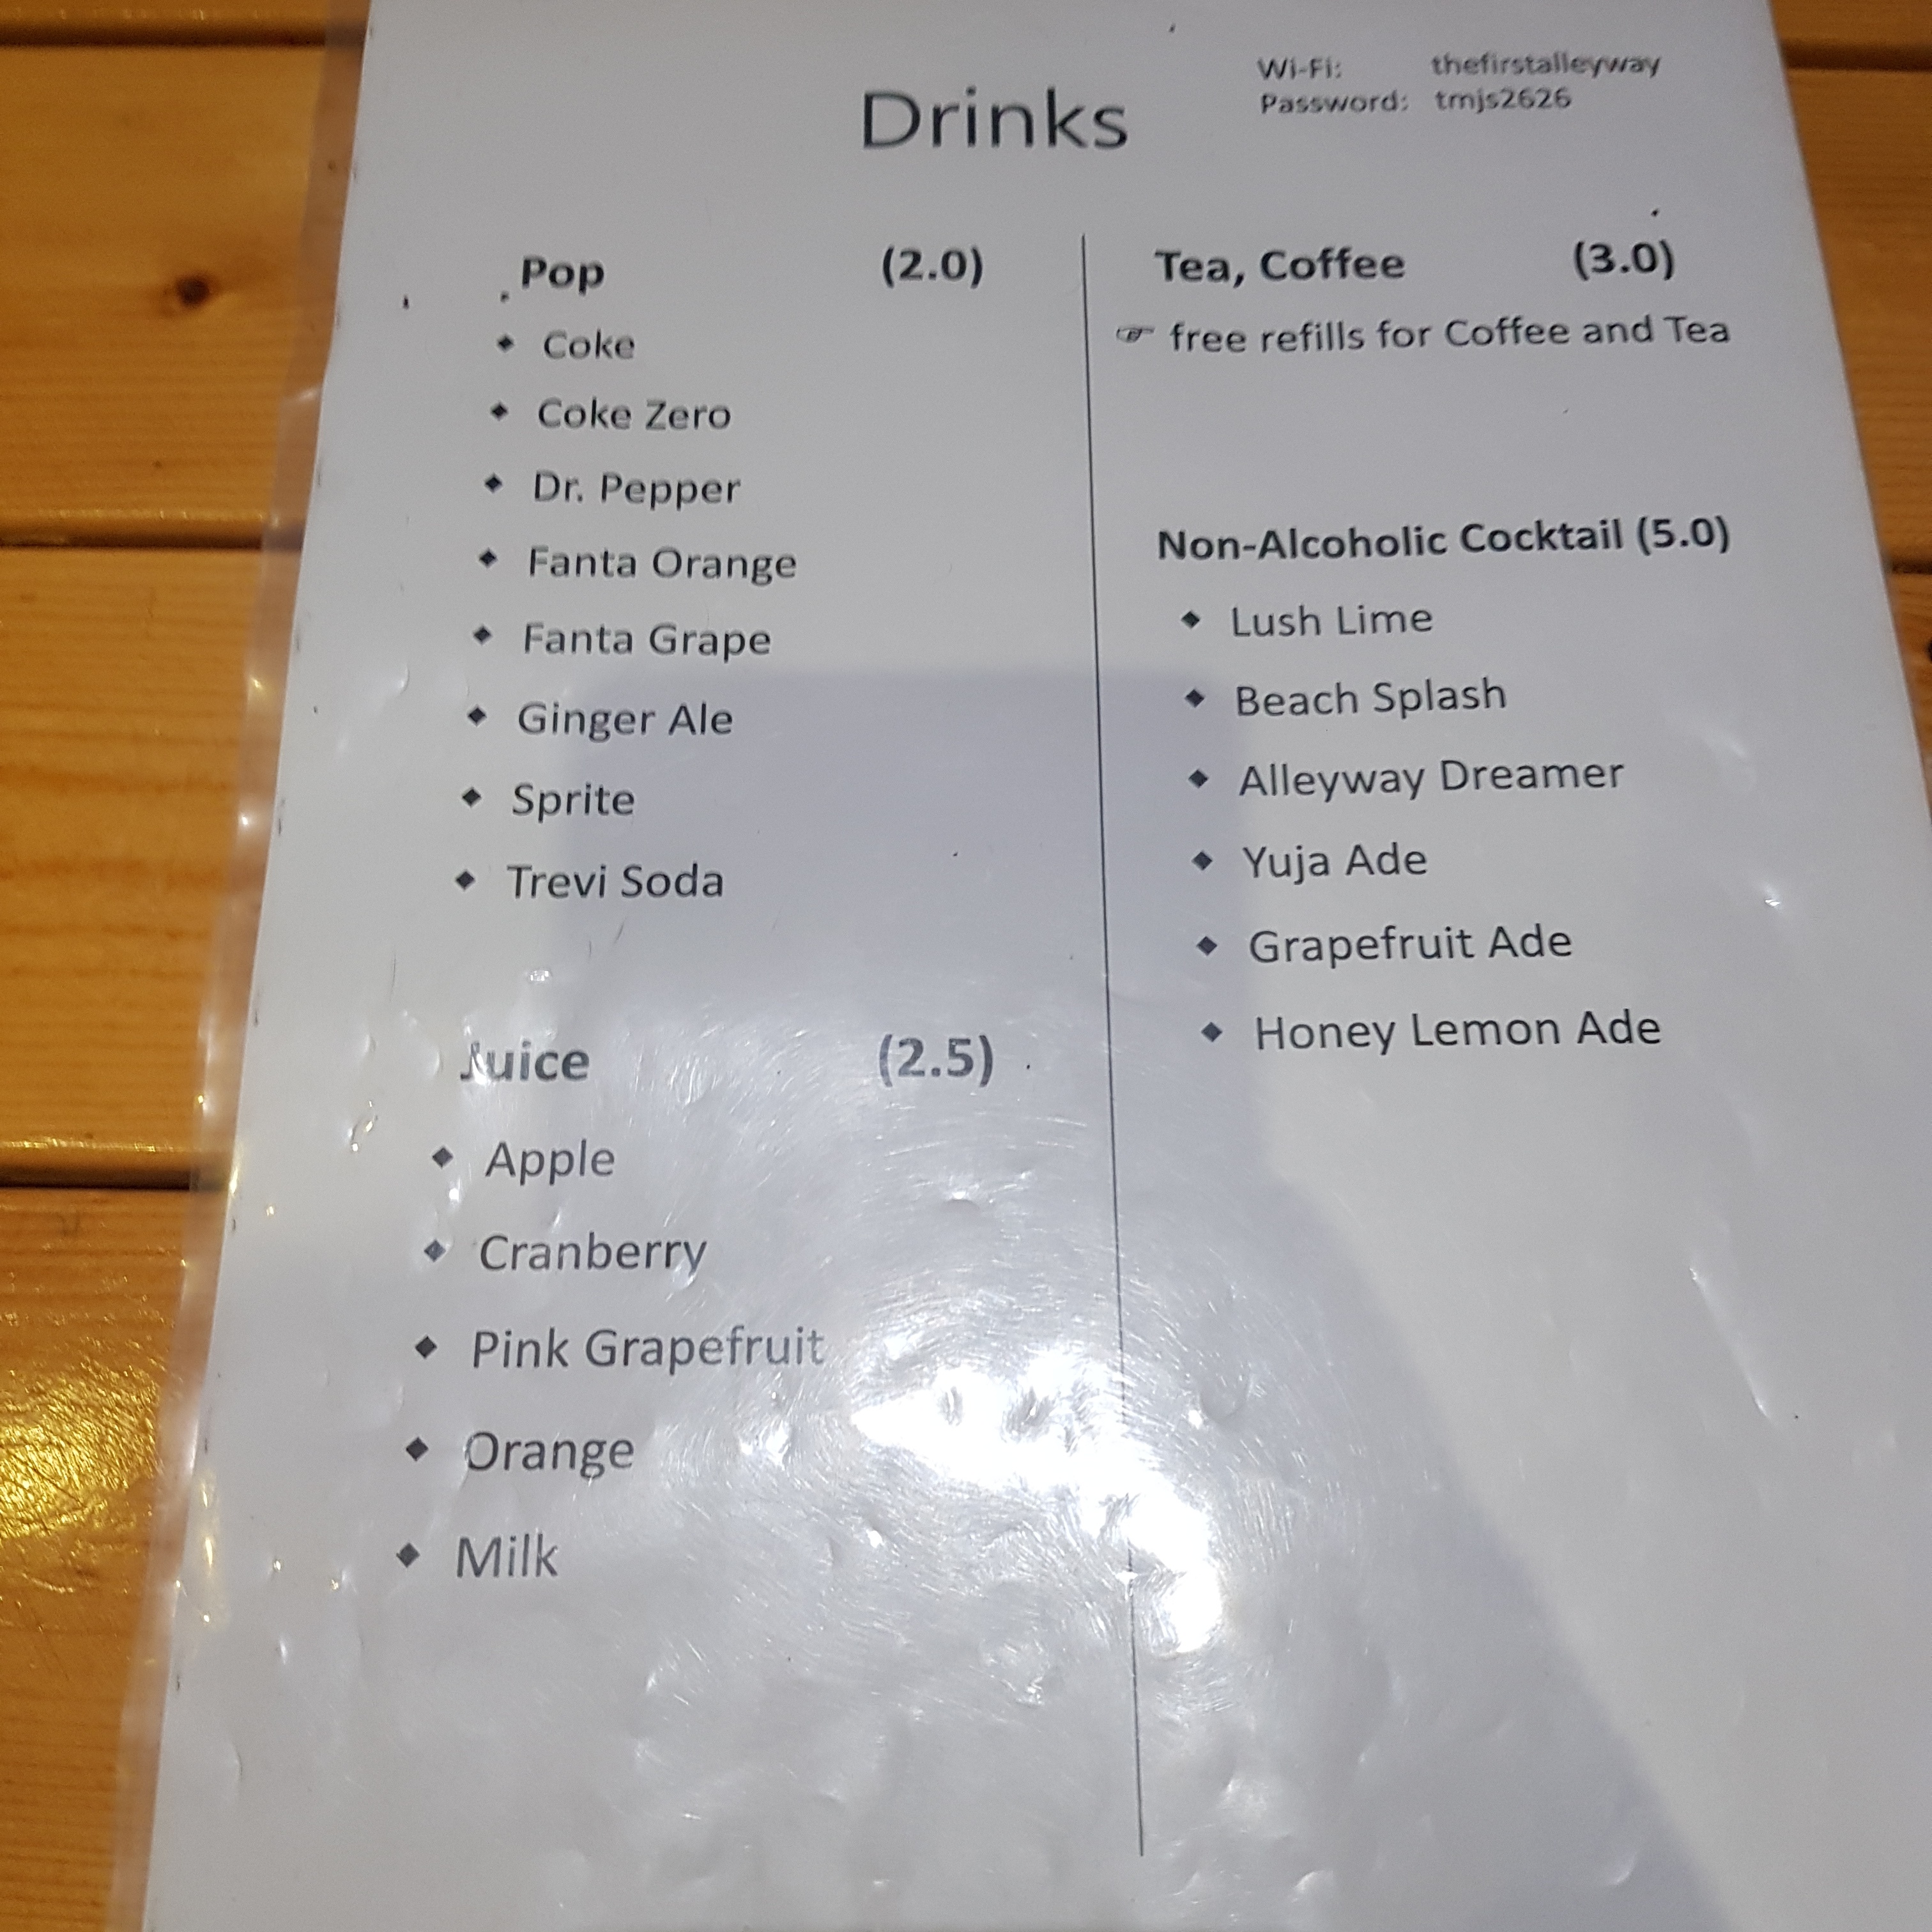 Drinks
Wi-Fi: thefirstalleyway
Password: tmjs2626
Pop (2.0)
◆ Coke
◆ Coke Zero
◆ Dr. Pepper
◆ Fanta Orange
◆ Fanta Grape
◆ Ginger Ale
◆ Sprite
◆ Trevi Soda
Juice (2.5)
◆ Apple
◆ Cranberry
◆ Pink Grapefruit
◆ Orange
◆ Milk
Tea, Coffee (3.0)
☞ free refills for Coffee and Tea
Non-Alcoholic Cocktail (5.0)
◆ Lush Lime
◆ Beach Splash
◆ Alleyway Dreamer
◆ Yuja Ade
◆ Grapefruit Ade
◆ Honey Lemon Ade